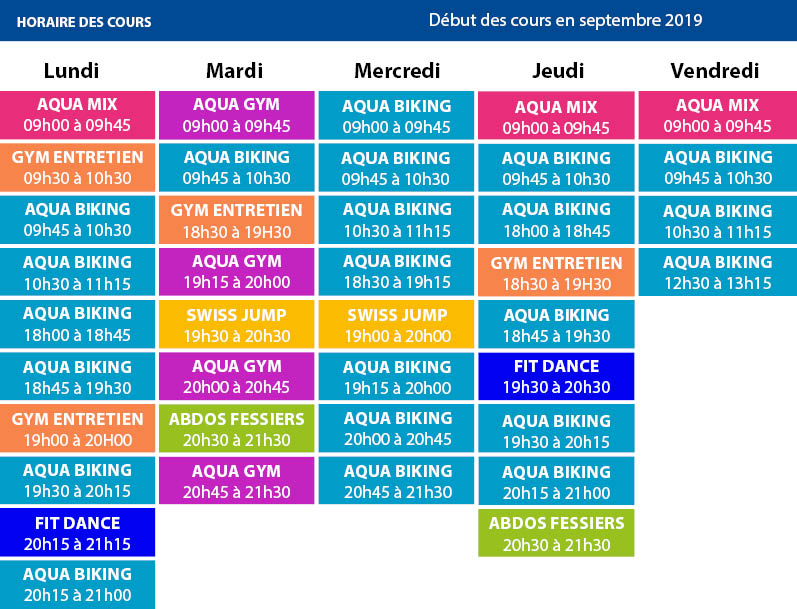 HORAIRE DES COURS
Début des cours en septembre 2019
Lundi
AQUA MIX
09h00 à 09h45
GYM ENTRETIEN
09h30 à 10h30
AQUA BIKING
09h45 à 10h30
AQUA BIKING
10h30 à 11h15
AQUA BIKING
18h00 à 18h45
AQUA BIKING
18h45 à 19h30
GYM ENTRETIEN
19h00 à 20H00
AQUA BIKING
19h30 à 20h15
FIT DANCE
20h15 à 21h15
AQUA BIKING
20h15 à 21h00
Mardi
AQUA GYM
09h00 à 09h45
AQUA BIKING
09h45 à 10h30
GYM ENTRETIEN
18h30 à 19H30
AQUA GYM
19h15 à 20h00
SWISS JUMP
19h30 à 20h30
AQUA GYM
20h00 à 20h45
ABDOS FESSIERS
20h30 à 21h30
AQUA GYM
20h45 à 21h30
Mercredi
AQUA BIKING
09h00 à 09h45
AQUA BIKING
09h45 à 10h30
AQUA BIKING
10h30 à 11h15
AQUA BIKING
18h30 à 19h15
SWISS JUMP
19h00 à 20h00
AQUA BIKING
19h15 à 20h00
AQUA BIKING
20h00 à 20h45
AQUA BIKING
20h45 à 21h30
Jeudi
AQUA MIX
09h00 à 09h45
AQUA BIKING
09h45 à 10h30
AQUA BIKING
18h00 à 18h45
GYM ENTRETIEN
18h30 à 19H30
AQUA BIKING
18h45 à 19h30
FIT DANCE
19h30 à 20h30
AQUA BIKING
19h30 à 20h15
AQUA BIKING
20h15 à 21h00
ABDOS FESSIERS
20h30 à 21h30
Vendredi
AQUA MIX
09h00 à 09h45
AQUA BIKING
09h45 à 10h30
AQUA BIKING
10h30 à 11h15
AQUA BIKING
12h30 à 13h15